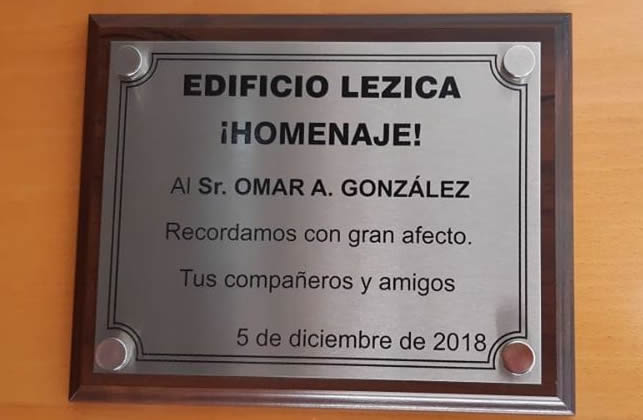 EDIFICIO LEZICA
¡HOMENAJE!
Al Sr. OMAR A. GONZÁLEZ
Recordamos con gran afecto.
Tus compañeros y amigos
5 de diciembre de 2018